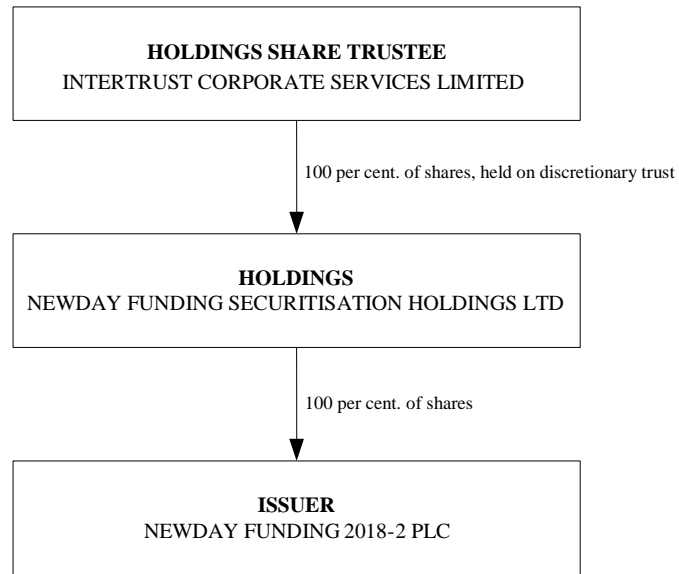 HOLDINGS SHARE TRUSTEE
INTERTRUST CORPORATE SERVICES LIMITED
100 per cent. of shares, held on discretionary trust
HOLDINGS
NEWDAY FUNDING SECURITISATION HOLDINGS LTD
100 per cent. of shares
ISSUER
NEWDAY FUNDING 2018-2 PLC